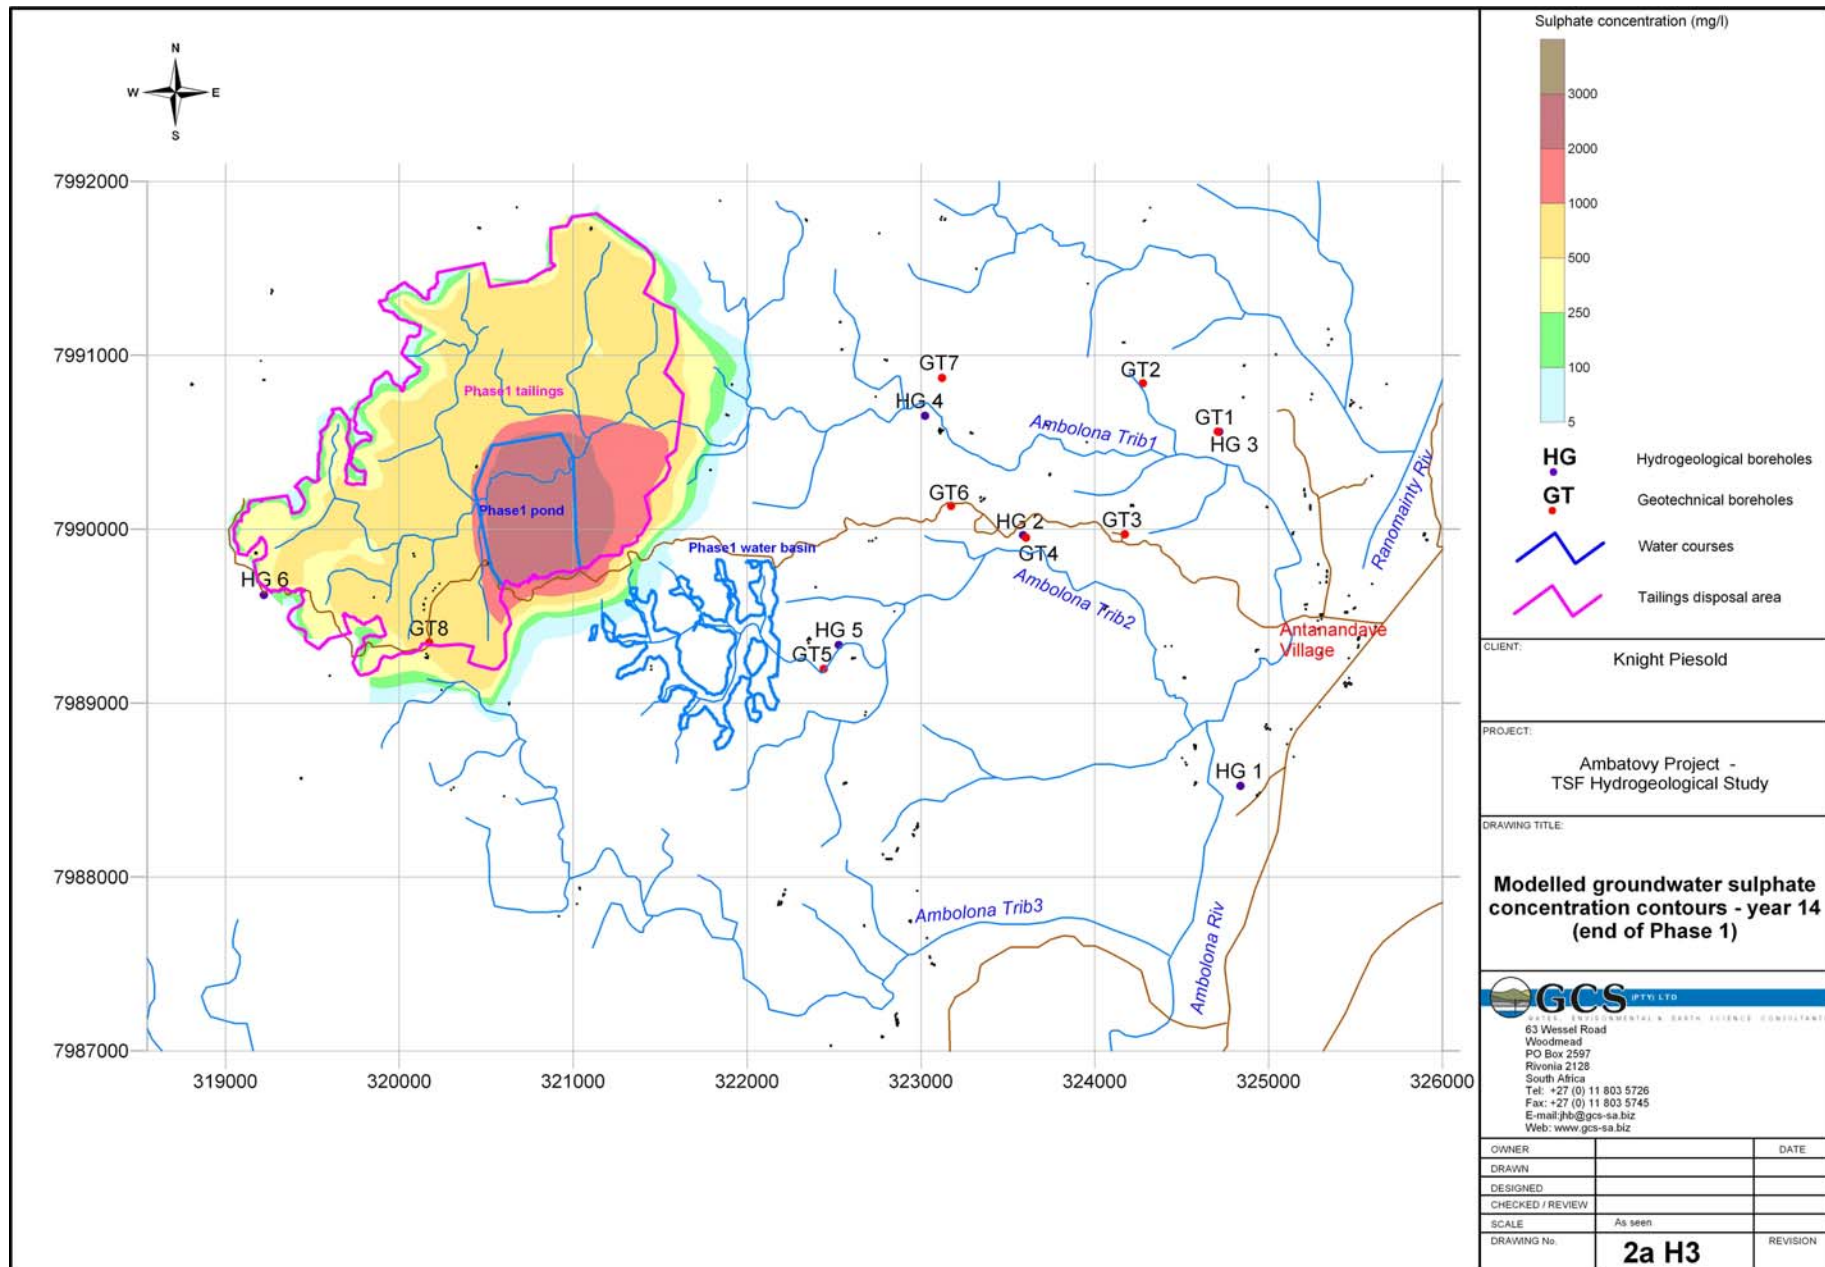 N
W
E
S
7992000
7991000
7990000
7989000
7988000
7987000
319000
320000
321000
322000
323000
324000
325000
326000
Phase1 tailings
Phase1 pond
Phase1 water basin
GT7
HG 4
GT2
GT1
HG 3
Ambolona Trib1
GT6
HG 2
GT4
GT3
Ambolona Trib2
Ranomainty Riv
HG 6
GT8
HG 5
GT5
Antanandave
Village
HG 1
Ambolona Trib3
Ambolona Riv
Sulphate concentration (mg/l)
3000
2000
1000
500
250
100
5
HG
Hydrogeological boreholes
GT
Geotechnical boreholes
Water courses
Tailings disposal area
CLIENT:
Knight Piesold
PROJECT:
Ambatovy Project -
TSF Hydrogeological Study
DRAWING TITLE:
Modelled groundwater sulphate
concentration contours - year 14
(end of Phase 1)
GCS (PTY) LTD
WATER, ENVIRONMENTAL & EARTH SCIENCE CONSULTANTS
63 Wessel Road
Woodmead
PO Box 2597
Rivonia 2128
South Africa
Tel: +27 (0) 11 803 5726
Fax: +27 (0) 11 803 5745
E-mail:jhb@gcs-sa.biz
Web: www.gcs-sa.biz
OWNER
DATE
DRAWN
DESIGNED
CHECKED / REVIEW
SCALE
As seen
DRAWING No.
2a H3
REVISION